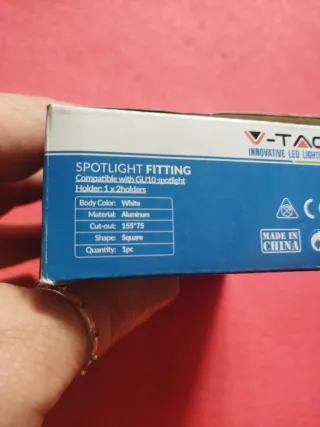 V-TAC
INNOVATIVE LED LIGHT
SPOTLIGHT FITTING
Compatible with GU10 spotlight
Holder: 1 x 2holders
Body Color: White
Material: Aluminum
Cut-out: 155*75
Shape: Square
Quantity: 1pc
MADE IN
CHINA